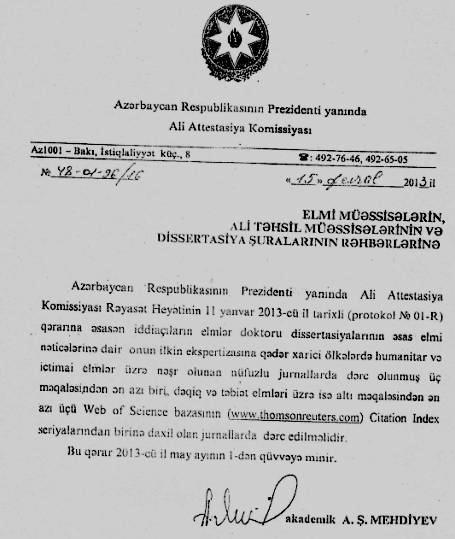 Azərbaycan Respublikasının Prezidenti yanında
Ali Attestasiya Komissiyası
Az1001 – Bakı, İstiqlaliyyət küç., 8 ☎: 492-76-46, 492-65-05
№ 48-01-96/16 «15» fevral 2013 il
ELMİ MÜƏSSİSƏLƏRİN,
ALİ TƏHSİL MÜƏSSİSƏLƏRİNİN VƏ
DİSSERTASİYA ŞURALARININ RƏHBƏRLƏRİNƏ
Azərbaycan Respublikasının Prezidenti yanında Ali Attestasiya
Komissiyası Rəyasət Heyətinin 11 yanvar 2013-cü il tarixli (protokol № 01-R)
qərarına əsasən iddiaçıların elmlər doktoru dissertasiyalarının əsas elmi
nəticələrinə dair onun ilkin ekspertizasına qədər xarici ölkələrdə humanitar və
ictimai elmlər üzrə nəşr olunan nüfuzlu jurnallarda dərc olunmuş üç
məqaləsindən ən azı biri, dəqiq və təbiət elmləri üzrə isə altı məqaləsindən ən
azı üçü Web of Science bazasının (www.thomsonreuters.com) Citation Index
seriyalarından birinə daxil olan jurnallarda dərc edilməlidir.
Bu qərar 2013-cü il may ayının 1-dən qüvvəyə minir.
akademik A. Ş. MEHDİYEV